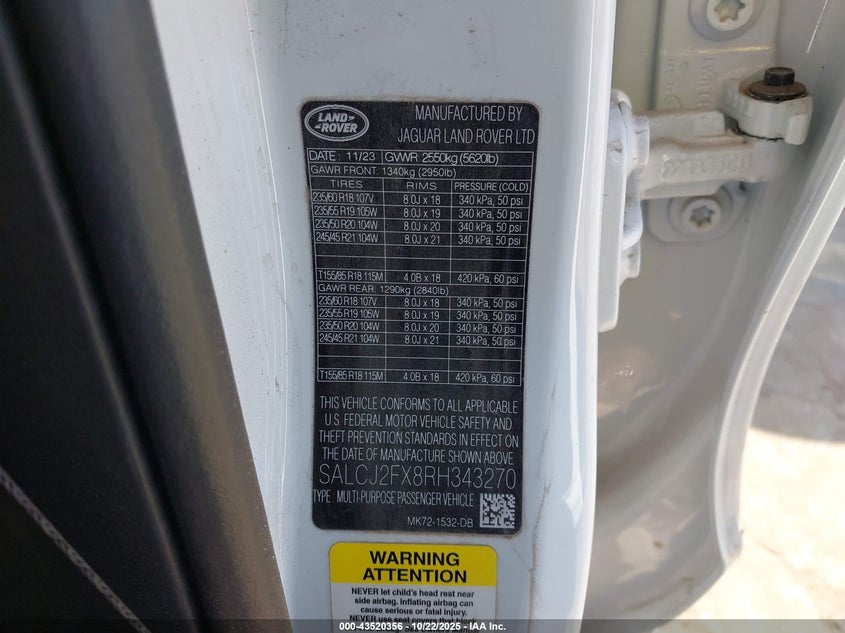 LAND
ROVER
MANUFACTURED BY
JAGUAR LAND ROVER LTD
DATE : 11/23 GVWR 2550kg (5620lb)
GAWR FRONT: 1340kg (2950lb)
TIRES RIMS PRESSURE (COLD)
235/60 R18 107V 8.0J x 18 340 kPa, 50 psi
235/55 R19 105W 8.0J x 19 340 kPa, 50 psi
235/50 R20 104W 8.0J x 20 340 kPa, 50 psi
245/45 R21 104W 8.0J x 21 340 kPa, 50 psi
T155/85 R18 115M 4.0B x 18 420 kPa, 60 psi
GAWR REAR: 1290kg (2840lb)
235/60 R18 107V 8.0J x 18 340 kPa, 50 psi
235/55 R19 105W 8.0J x 19 340 kPa, 50 psi
235/50 R20 104W 8.0J x 20 340 kPa, 50 psi
245/45 R21 104W 8.0J x 21 340 kPa, 50 psi
T155/85 R18 115M 4.0B x 18 420 kPa, 60 psi
THIS VEHICLE CONFORMS TO ALL APPLICABLE
U.S. FEDERAL MOTOR VEHICLE SAFETY AND
THEFT PREVENTION STANDARDS IN EFFECT ON
THE DATE OF MANUFACTURE SHOWN ABOVE
SALCJ2FX8RH343270
TYPE : MULTI-PURPOSE PASSENGER VEHICLE
MK72-1532-DB
WARNING
ATTENTION
NEVER let child's head rest near
side airbag. inflating airbag can
cause serious or fatal injury.
NEVER use seat covers that block
000-43520356 - 10/22/2025 - IAA Inc.